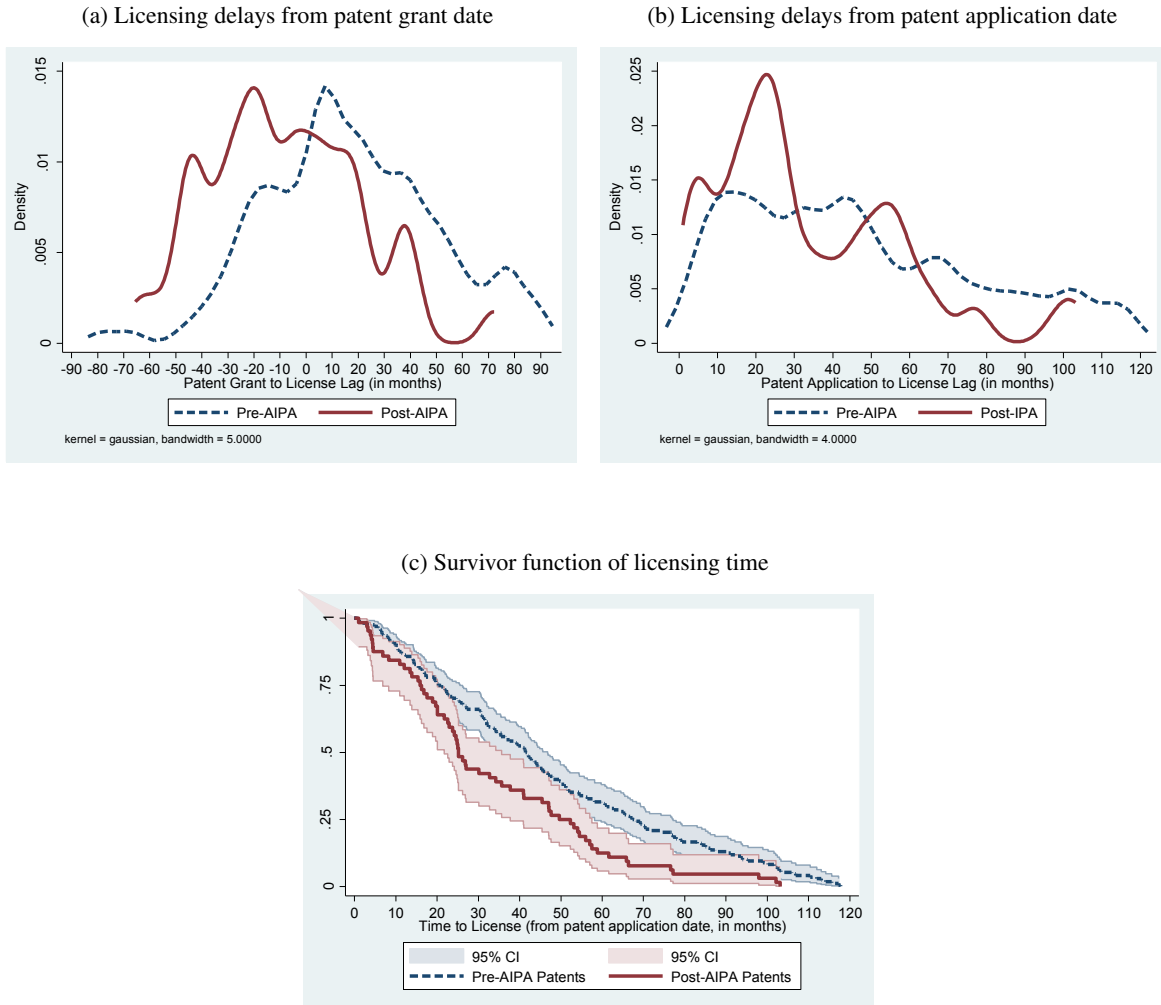 (a) Licensing delays from patent grant date
.015
.01
.005
0
Density
-90 -80 -70 -60 -50 -40 -30 -20 -10 0 10 20 30 40 50 60 70 80 90
Patent Grant to License Lag (in months)
Pre-AIPA Post-AIPA
kernel = gaussian, bandwidth = 5.0000
(b) Licensing delays from patent application date
.025
.02
.015
.01
.005
0
Density
0 10 20 30 40 50 60 70 80 90 100 110 120
Patent Application to License Lag (in months)
Pre-AIPA Post-IPA
kernel = gaussian, bandwidth = 4.0000
(c) Survivor function of licensing time
1
.75
.5
.25
0
0 10 20 30 40 50 60 70 80 90 100 110 120
Time to License (from patent application date, in months)
95% CI 95% CI
Pre-AIPA Patents Post-AIPA Patents